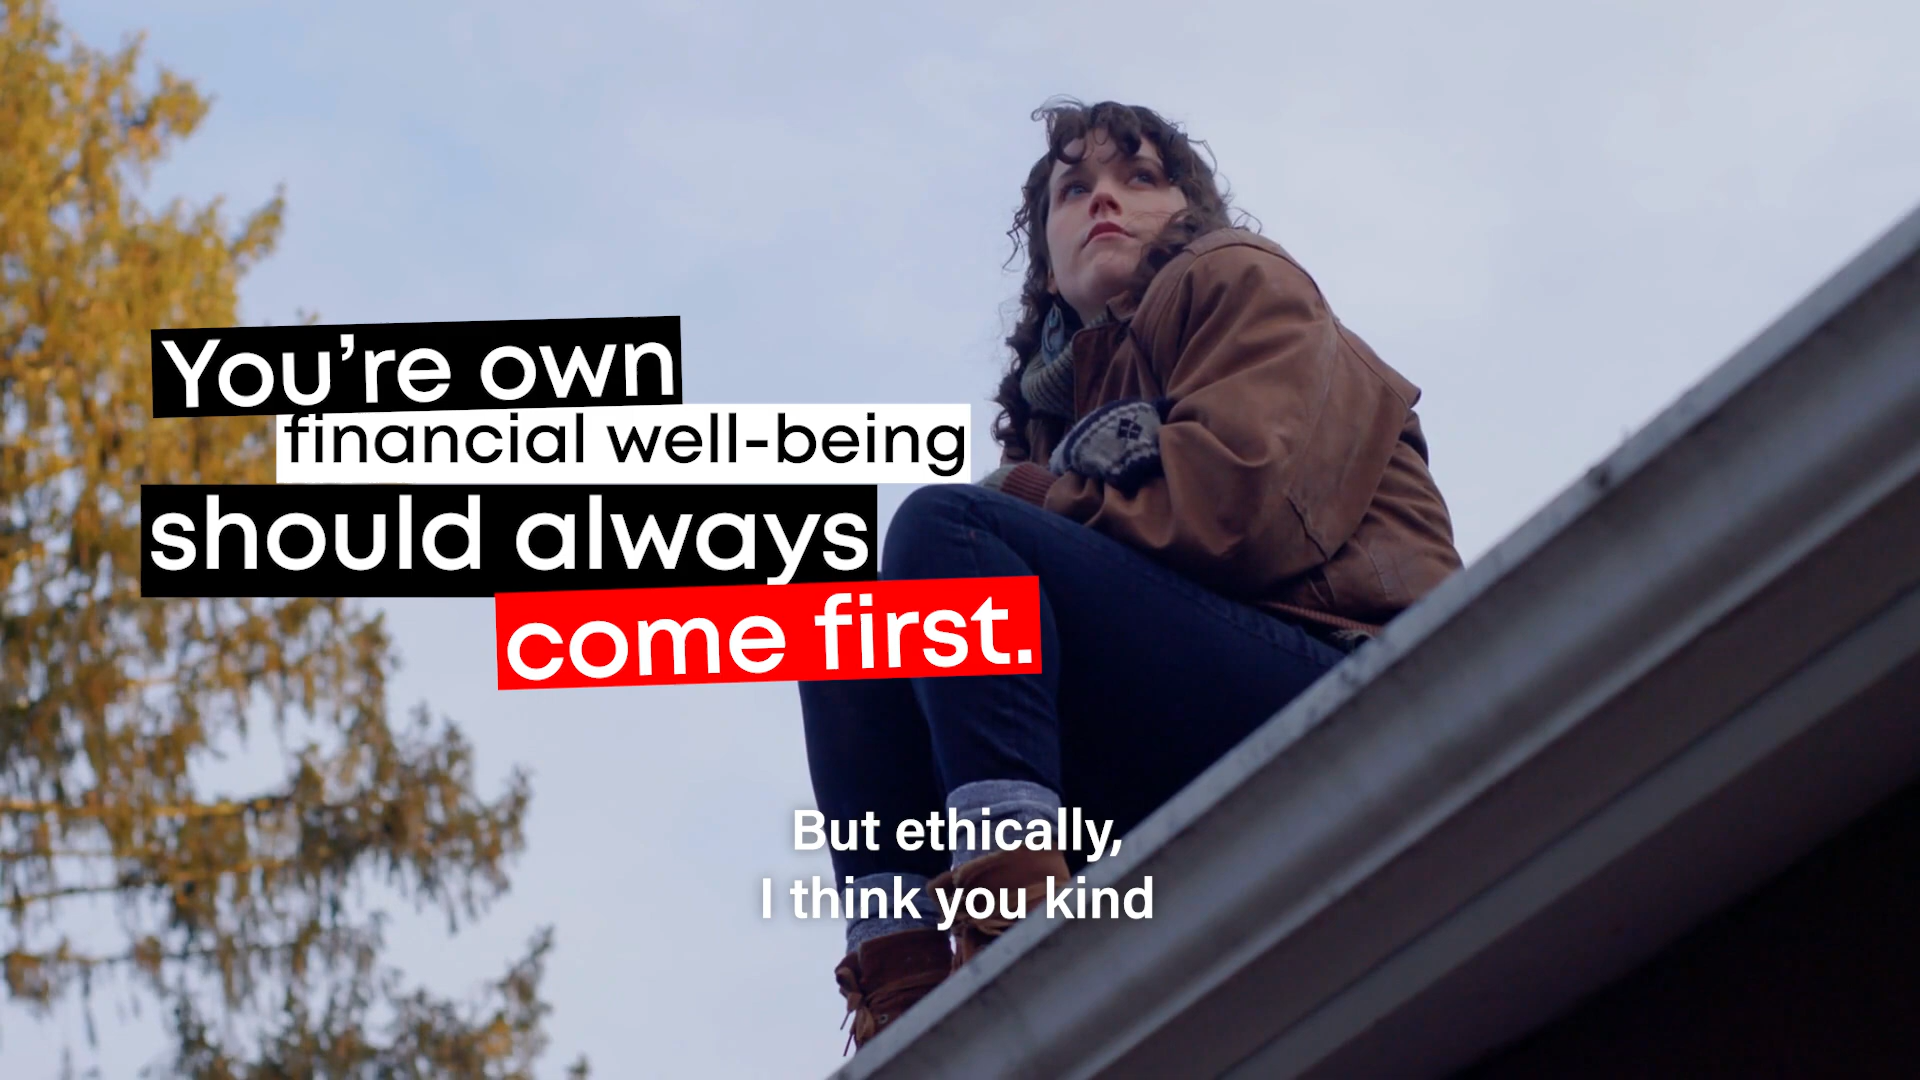 You’re own
financial well-being
should always
come first.
But ethically,
I think you kind